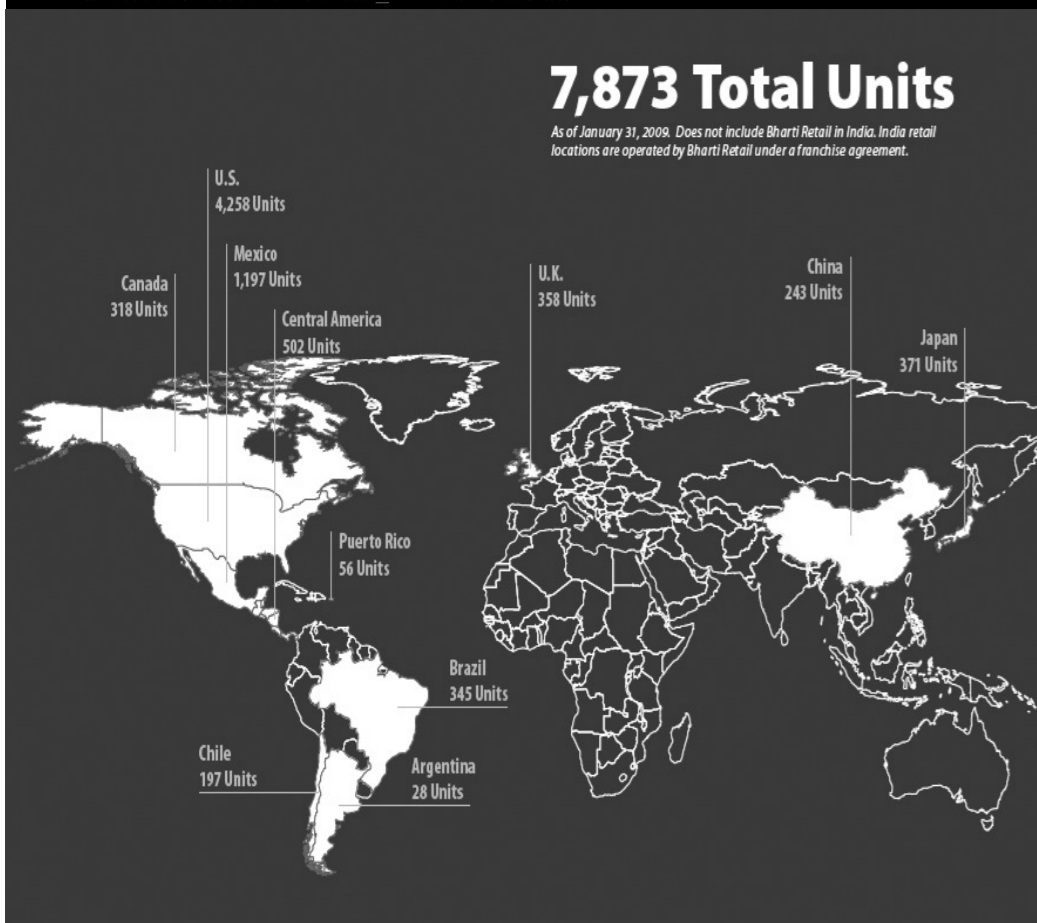 7,873 Total Units
As of January 31, 2009. Does not include Bharti Retail in India. India retail
locations are operated by Bharti Retail under a franchise agreement.
U.S.
4,258 Units
Mexico
1,197 Units
Canada
318 Units
Central America
502 Units
U.K.
358 Units
China
243 Units
Japan
371 Units
Puerto Rico
56 Units
Brazil
345 Units
Chile
197 Units
Argentina
28 Units